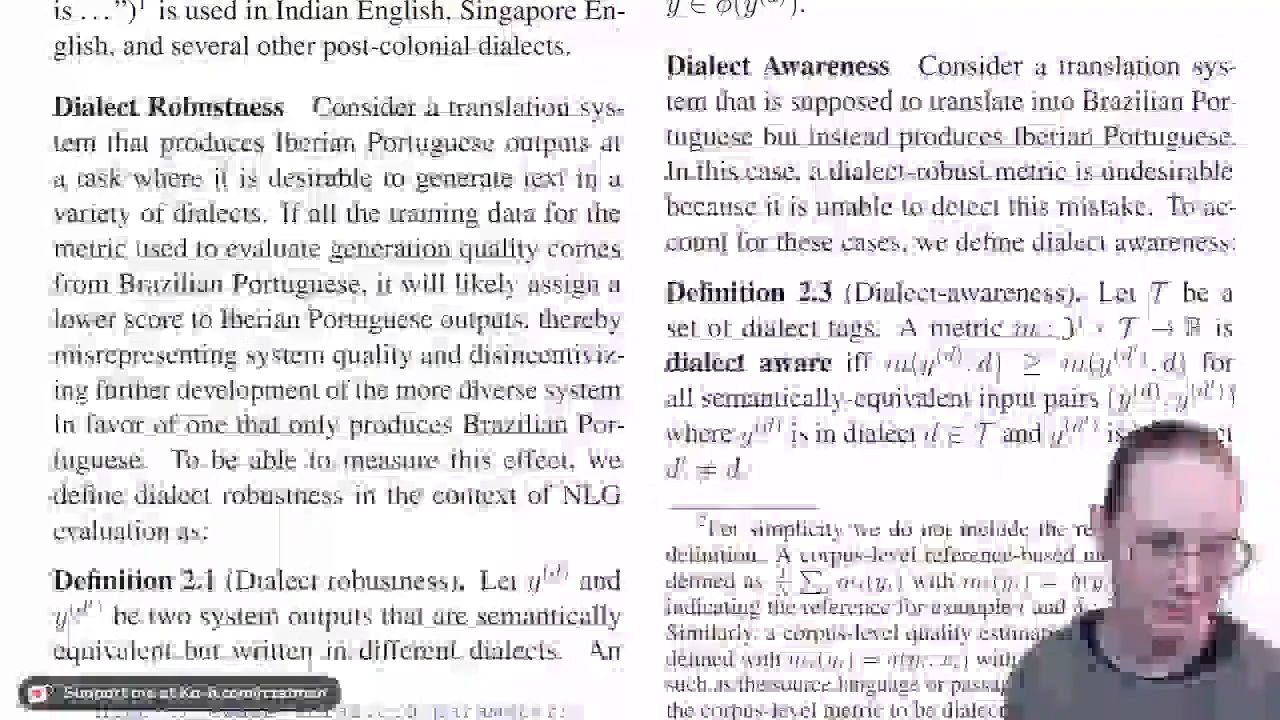 is …")¹ is used in Indian English, Singapore En-
glish, and several other post-colonial dialects.
Dialect Robustness Consider a translation sys-
tem that produces Iberian Portuguese outputs at
a task where it is desirable to generate text in a
variety of dialects. If all the training data for the
metric used to evaluate generation quality comes
from Brazilian Portuguese, it will likely assign a
lower score to Iberian Portuguese outputs, thereby
misrepresenting system quality and disincentiviz-
ing further development of the more diverse system
in favor of one that only produces Brazilian Por-
tuguese. To be able to measure this effect, we
define dialect robustness in the context of NLG
evaluation as:
Definition 2.1 (Dialect robustness). Let y^(d) and
y^(d′) be two system outputs that are semantically
equivalent but written in different dialects. An
Support me at
Dialect Awareness Consider a translation sys-
tem that is supposed to translate into Brazilian Por-
tuguese but instead produces Iberian Portuguese.
In this case, a dialect-robust metric is undesirable
because it is unable to detect this mistake. To ac-
count for these cases, we define dialect awareness:
Definition 2.3 (Dialect-awareness). Let 𝒯 be a
set of dialect tags. A metric m : 𝒴 × 𝒯 → ℝ is
dialect aware iff m(y^(d), d) ≥ m(y^(d′), d) for
all semantically-equivalent input pairs (y^(d), y^(d′))
where y^(d) is in dialect d ∈ 𝒯 and y^(d′) is
d′ ≠ d.
²For simplicity we do not include the
definition. A corpus-level reference-based
defined as with
indicating the reference for example i and
Similarly, a corpus-level quality
defined with with
such as the source language or
the corpus-level metric to be